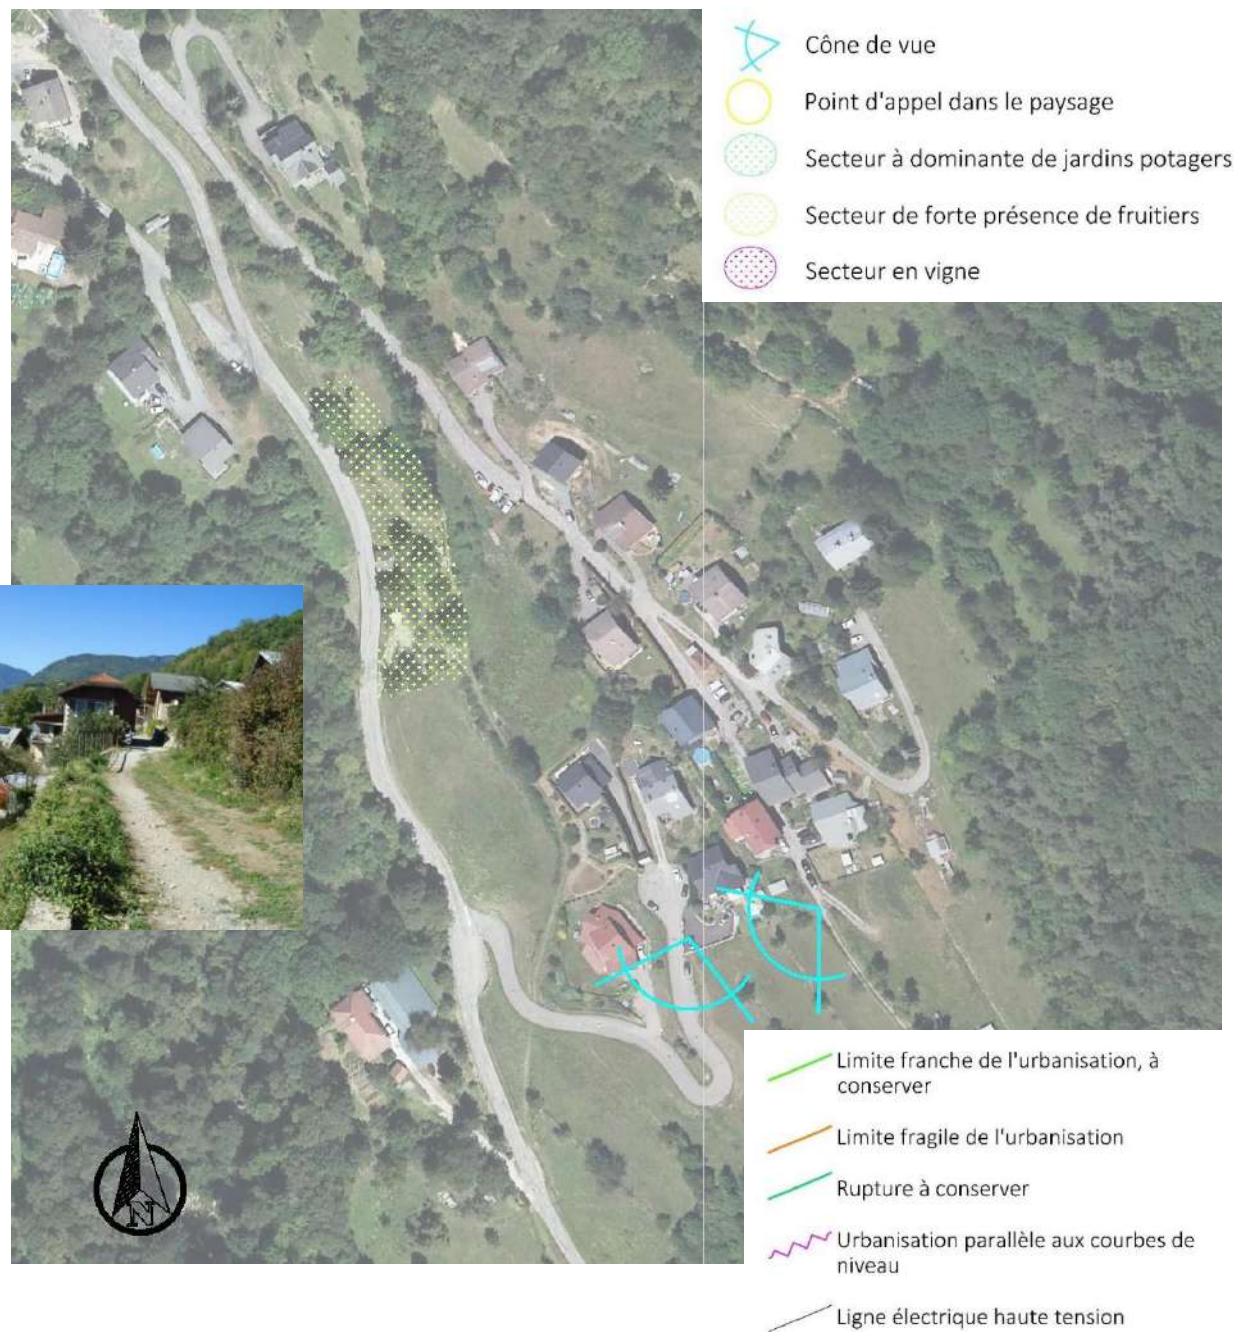 Cône de vue
Point d'appel dans le paysage
Secteur à dominante de jardins potagers
Secteur de forte présence de fruitiers
Secteur en vigne
N
Limite franche de l'urbanisation, à
conserver
Limite fragile de l'urbanisation
Rupture à conserver
Urbanisation parallèle aux courbes de
niveau
Ligne électrique haute tension